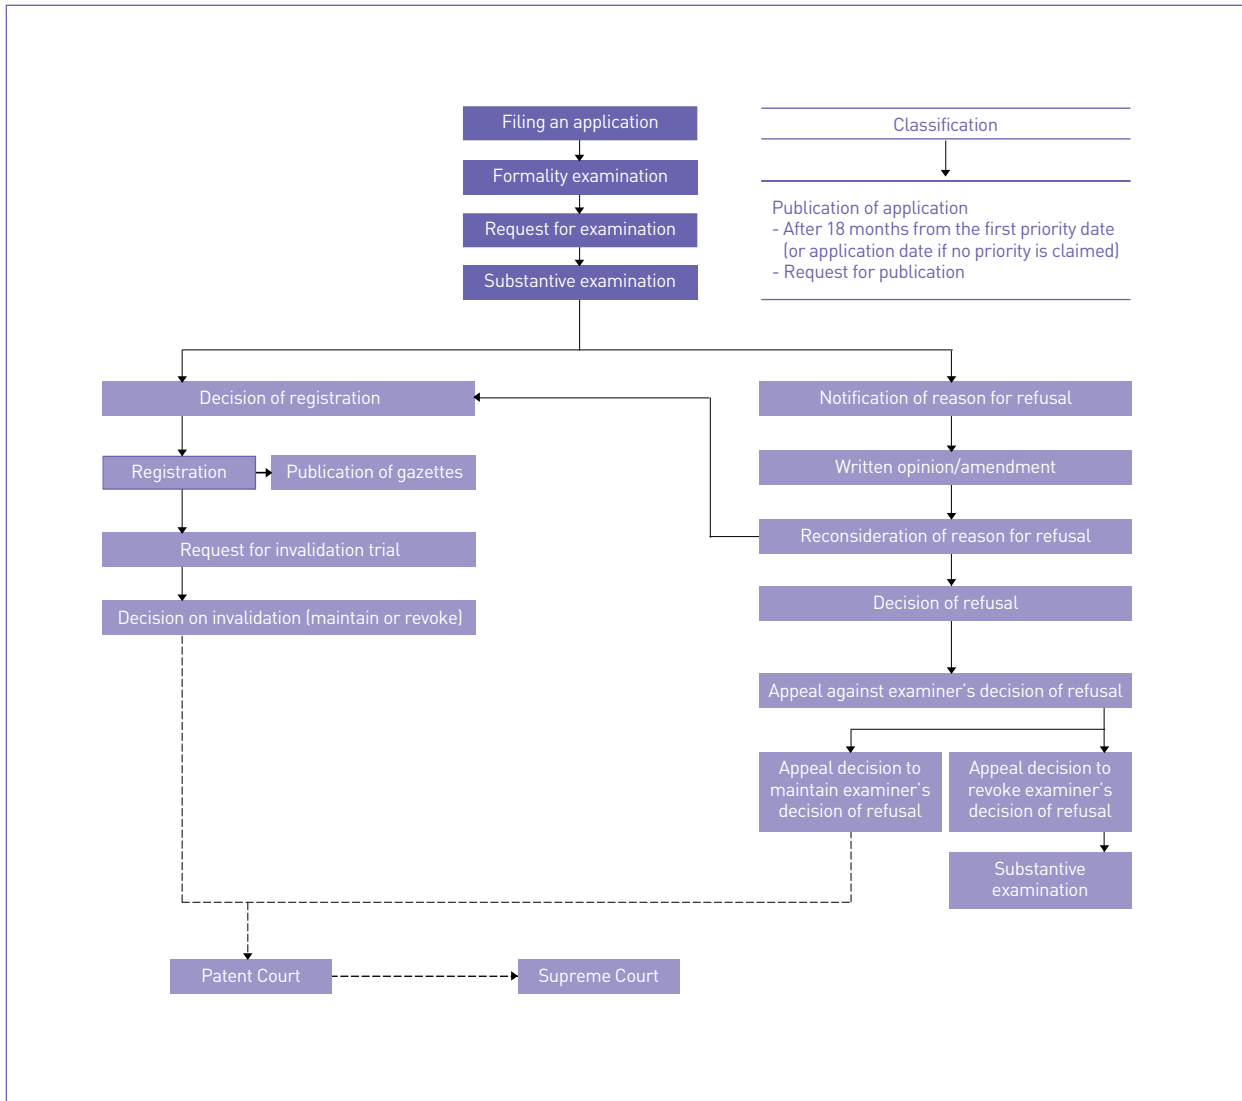 Filing an application
Formality examination
Request for examination
Substantive examination
Classification
Publication of application
- After 18 months from the first priority date
(or application date if no priority is claimed)
- Request for publication
Decision of registration
Registration
Publication of gazettes
Request for invalidation trial
Decision on invalidation (maintain or revoke)
Notification of reason for refusal
Written opinion/amendment
Reconsideration of reason for refusal
Decision of refusal
Appeal against examiner's decision of refusal
Appeal decision to
maintain examiner's
decision of refusal
Appeal decision to
revoke examiner's
decision of refusal
Substantive
examination
Patent Court
Supreme Court